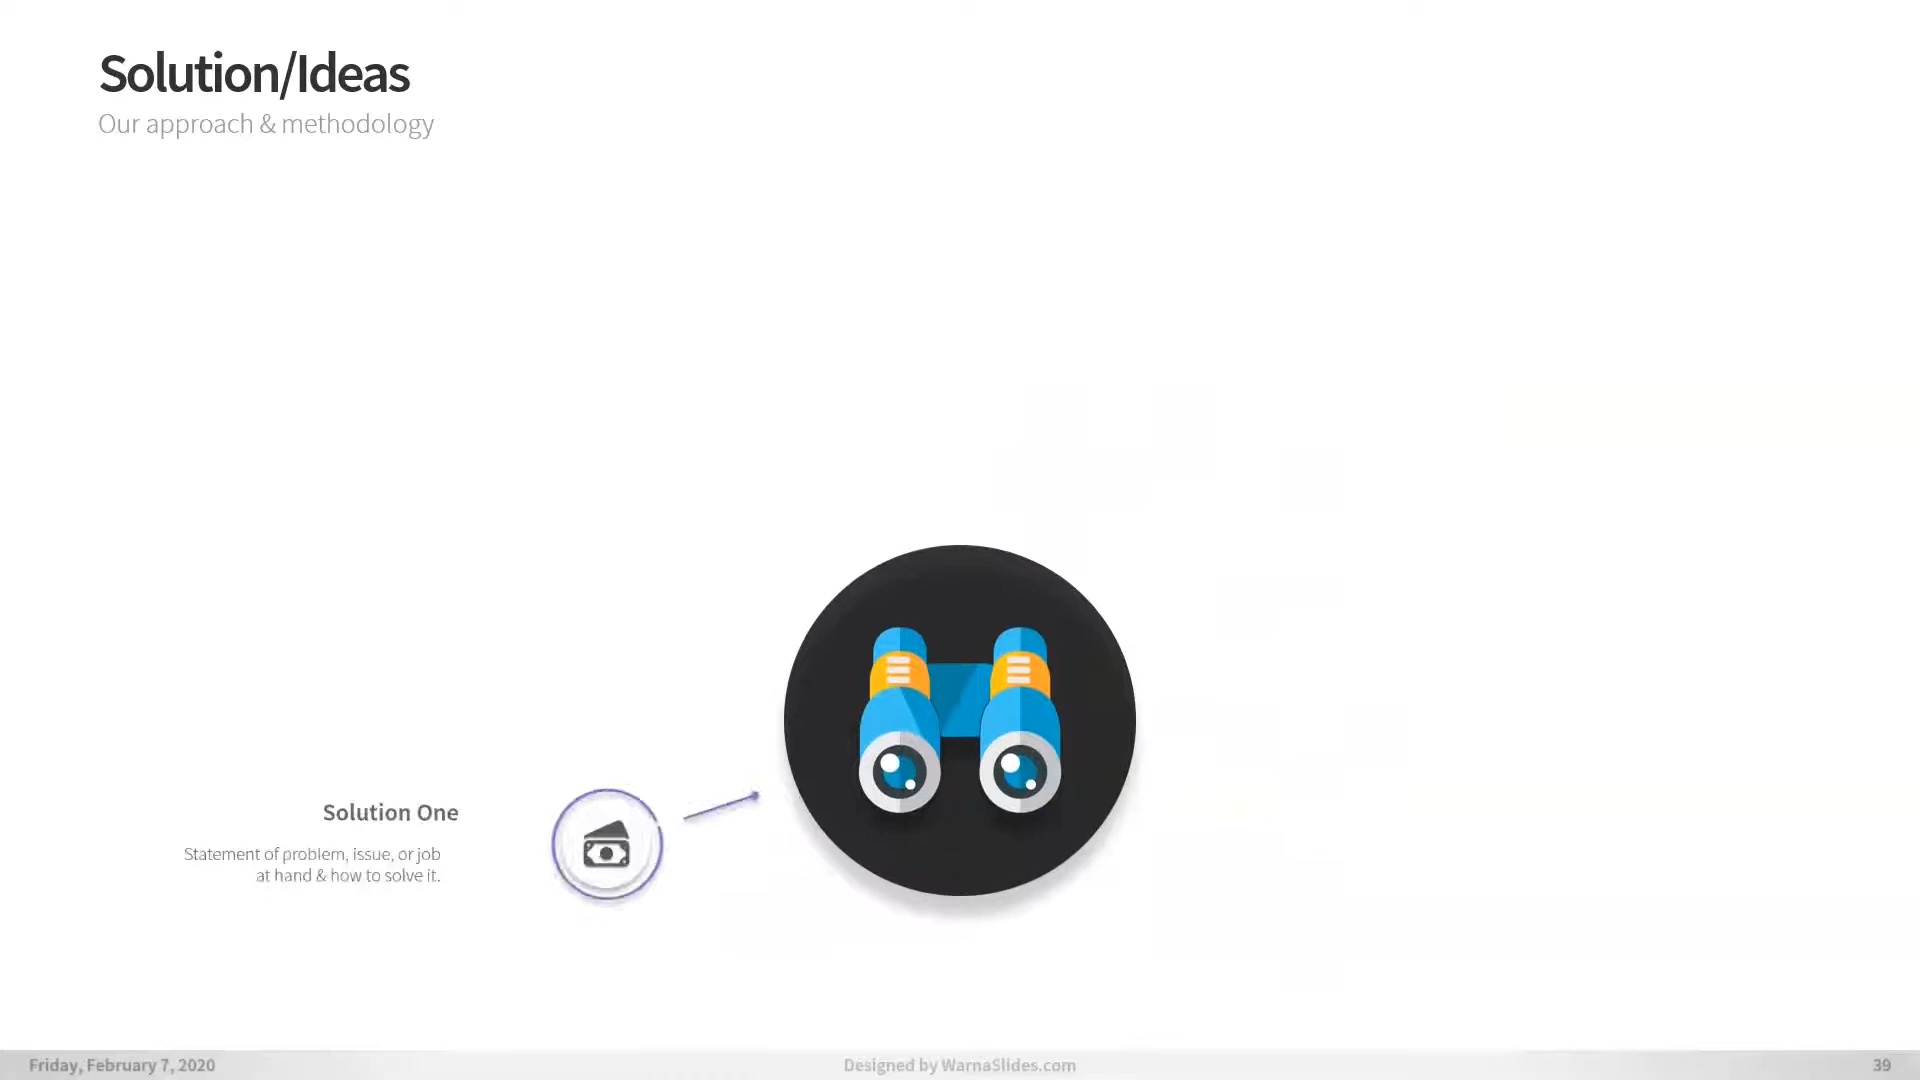 Solution/Ideas
Our approach & methodology
Solution One
Statement of problem, issue, or job
at hand & how to solve it.
Friday, February 7, 2020
Designed by WarnaSlides.com
39